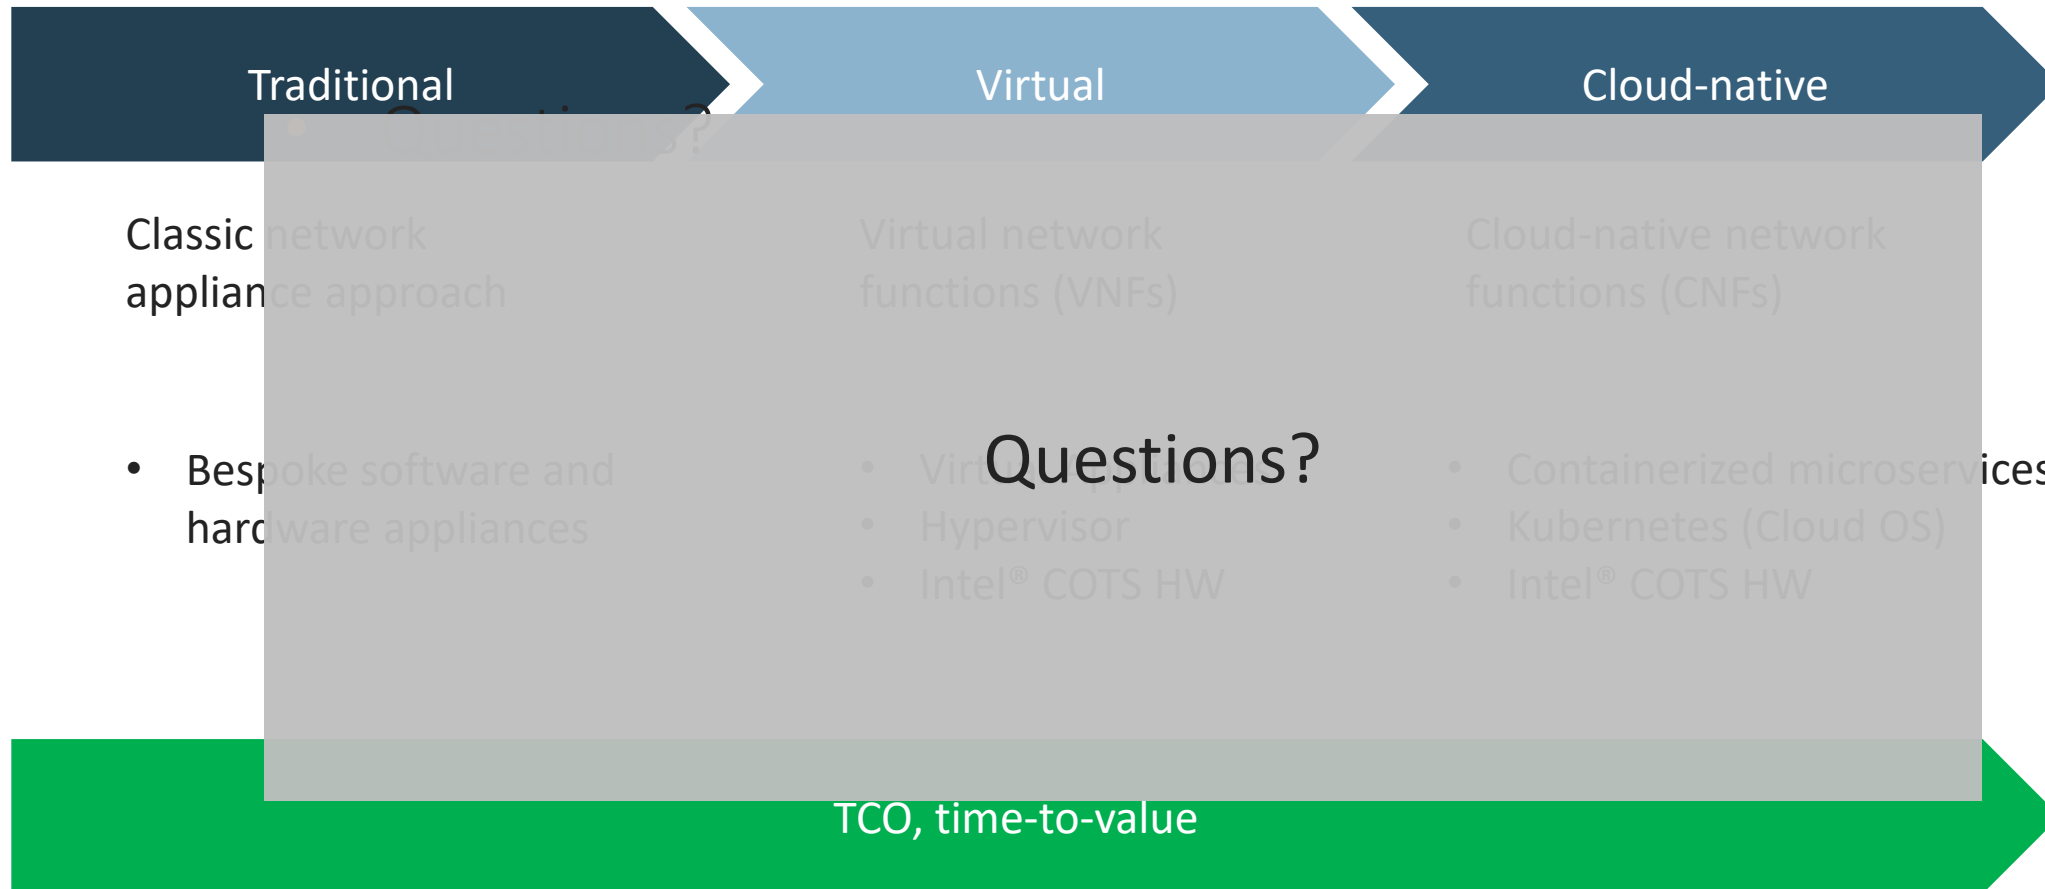 Traditional
Virtual
Cloud-native
Questions?
Classic network
appliance approach
Virtual network
functions (VNFs)
Cloud-native network
functions (CNFs)
Questions?
• Bespoke software and
hardware appliances
• Virtual
• Hypervisor
• Intel® COTS HW
• Containerized microservices
• Kubernetes (Cloud OS)
• Intel® COTS HW
TCO, time-to-value